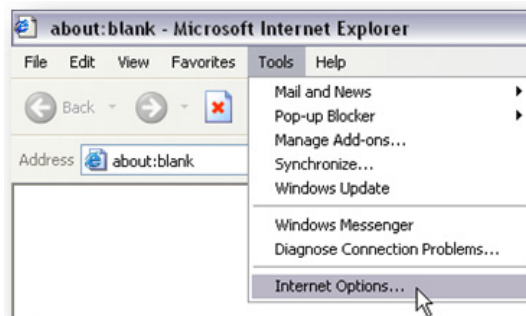 about:blank - Microsoft Internet Explorer
File Edit View Favorites Tools Help
Back
Address about:blank
Mail and News
Pop-up Blocker
Manage Add-ons...
Synchronize...
Windows Update
Windows Messenger
Diagnose Connection Problems...
Internet Options...